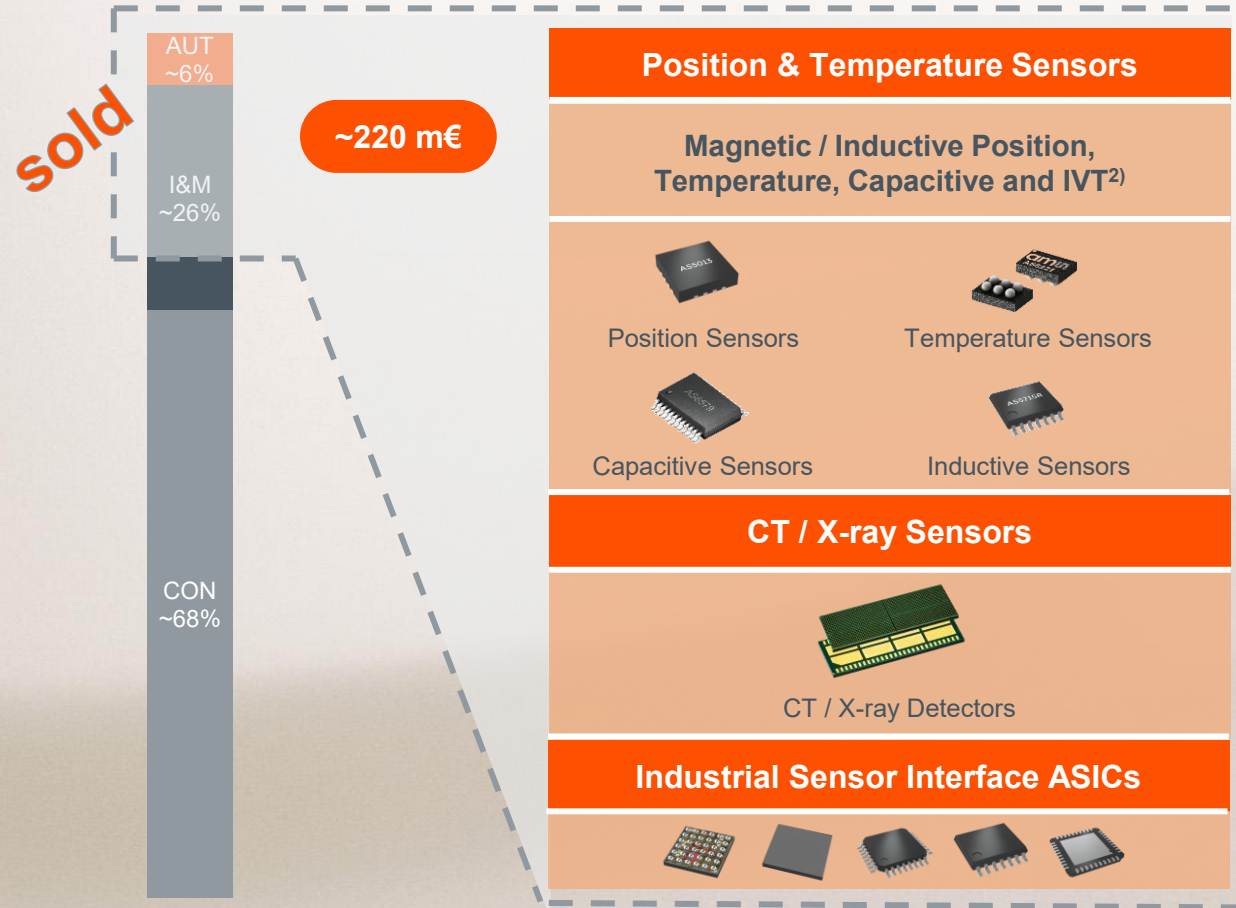 AUT
~6%
sold
I&M
~26%
~220 m€
CON
~68%
Position & Temperature Sensors
Magnetic / Inductive Position,
Temperature, Capacitive and IVT2)
AS5013
Position Sensors
Temperature Sensors
Capacitive Sensors
Inductive Sensors
CT / X-ray Sensors
CT / X-ray Detectors
Industrial Sensor Interface ASICs